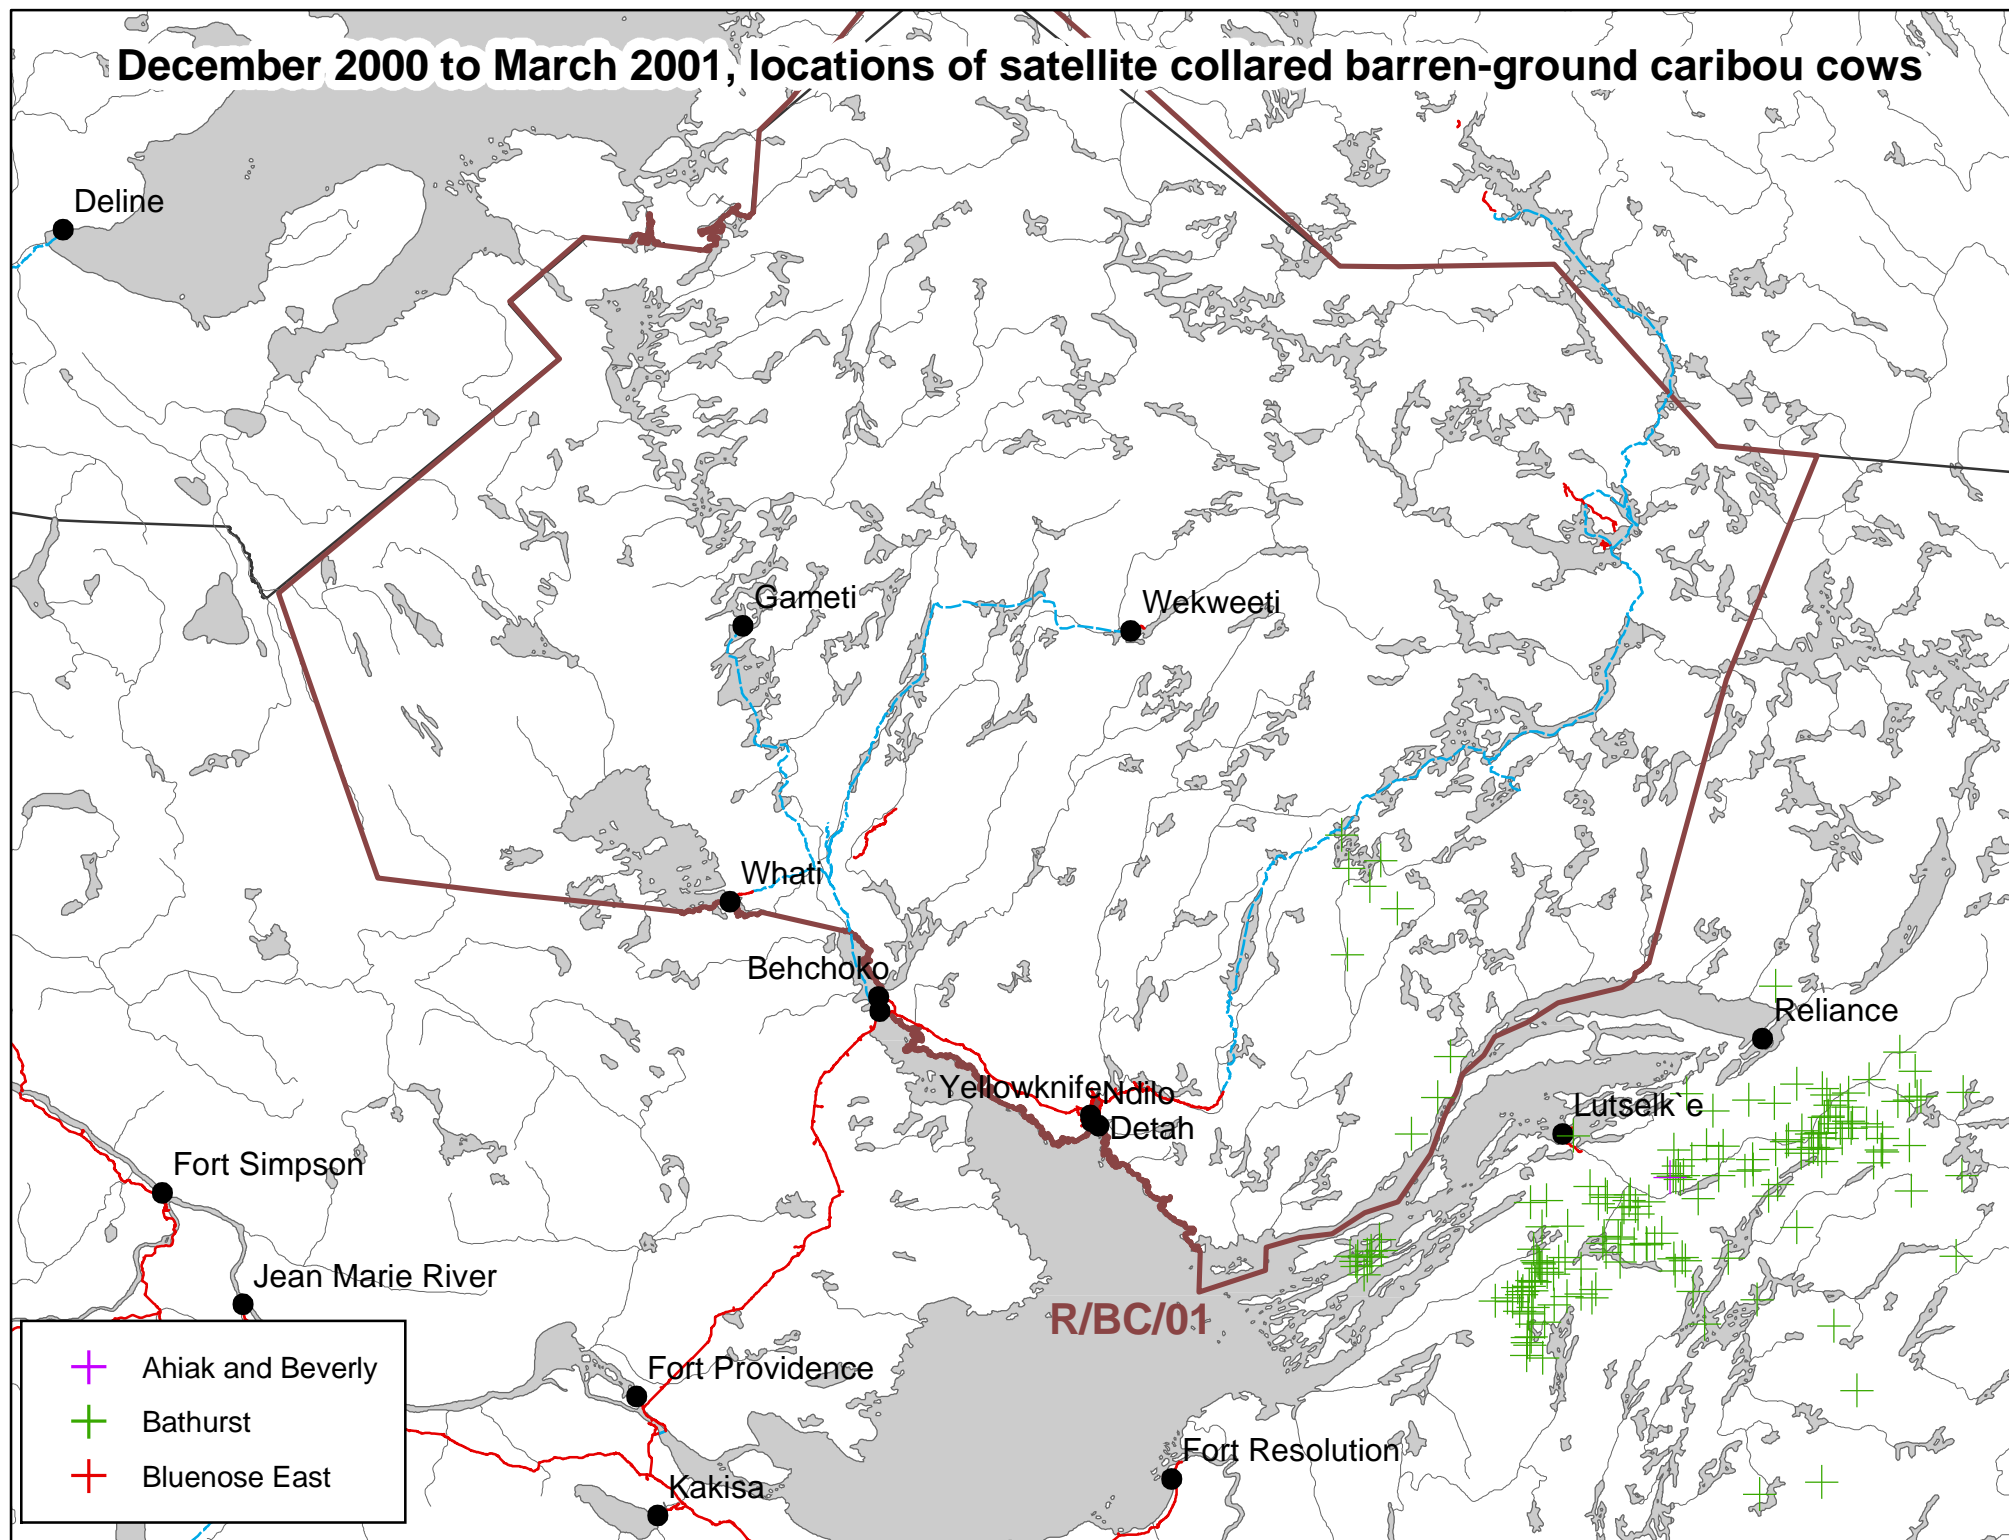 December 2000 to March 2001, locations of satellite collared barren-ground caribou cows
Deline
Gameti
Wekweeti
Whati
Behchoko
Reliance
Yellowknife
Ndilo
Detah
Lutselk`e
Fort Simpson
Jean Marie River
R/BC/01
Fort Providence
Fort Resolution
Kakisa
Ahiak and Beverly
Bathurst
Bluenose East